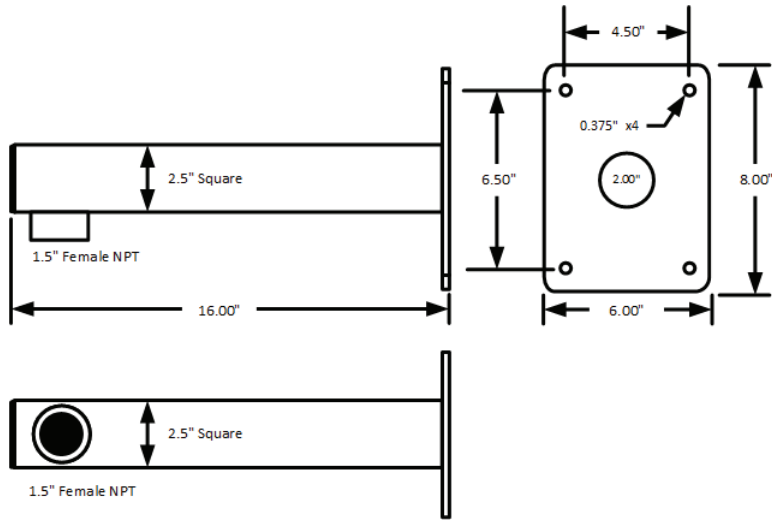 4.50"
0.375" x4
2.5" Square
6.50"
2.00"
8.00"
1.5" Female NPT
16.00"
6.00"
2.5" Square
1.5" Female NPT